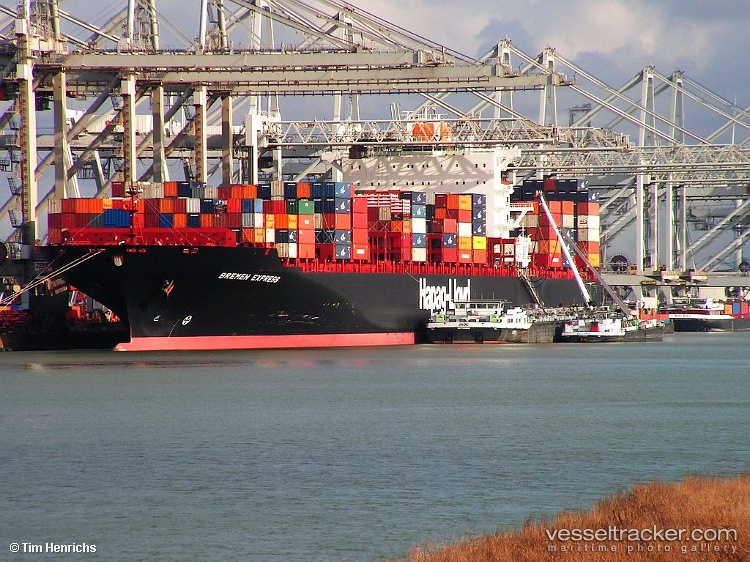 BREMEN EXPRESS
Hapag-Lloyd
© Tim Henrichs
vesseltracker.com
maritime photo gallery